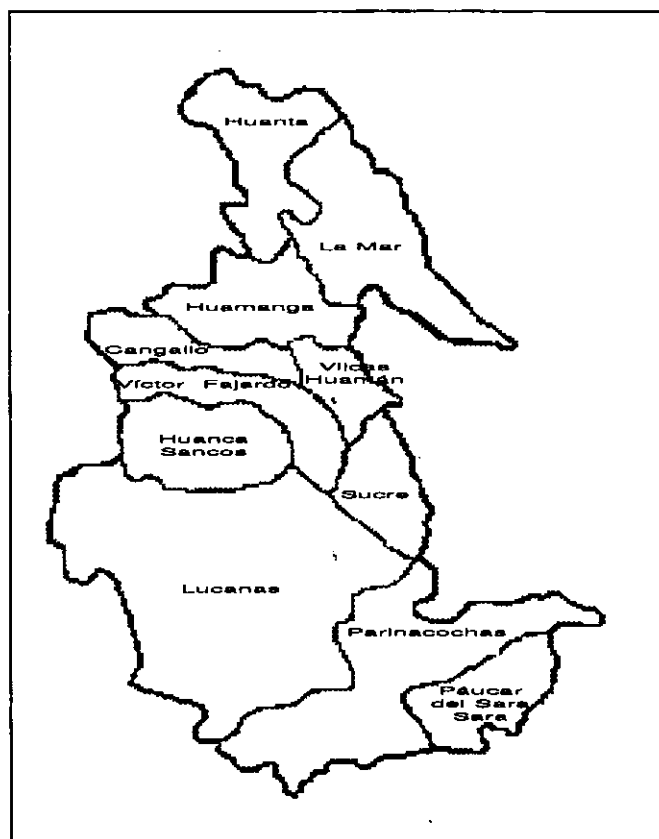 Huanta
La Mar
Huamanga
Cangallo
Vilcas
Huamán
Víctor Fajardo
Huanca
Sancos
Sucre
Lucanas
Parinacochas
Páucar
del Sara
Sara